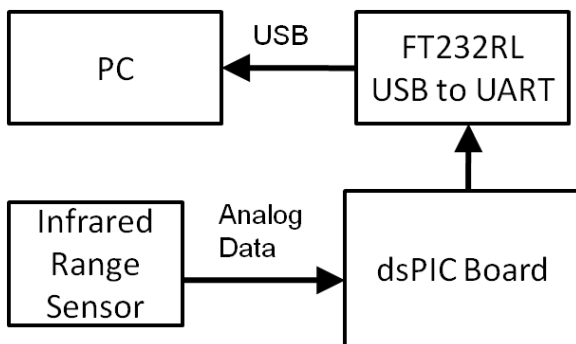 PC
USB
FT232RL
USB to UART
Infrared
Range
Sensor
Analog
Data
dsPIC Board